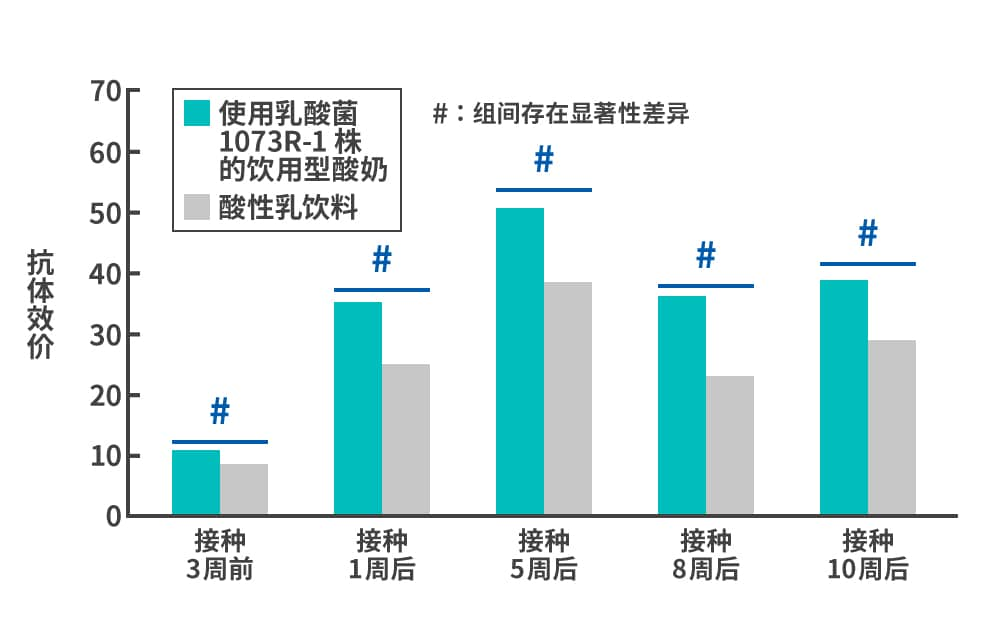 70
60
50
40
30
20
10
0
抗体效价
使用乳酸菌
1073R-1 株
的饮用型酸奶
酸性乳饮料
#：组间存在显著性差异
#
#
#
#
#
接种
3周前
接种
1周后
接种
5周后
接种
8周后
接种
10周后